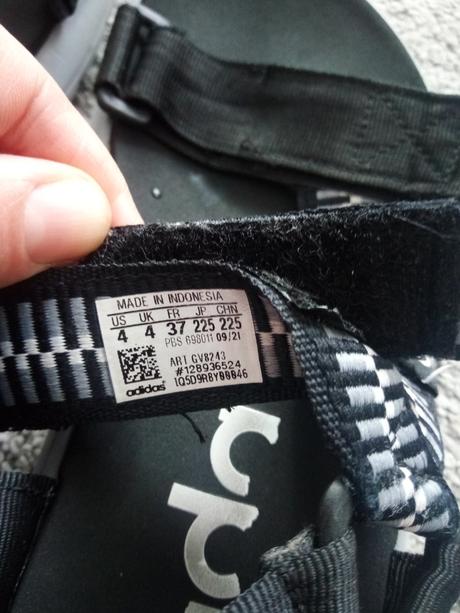 MADE IN INDONESIA
US UK FR JP CHN
4 4 37 225 225
PBS 698011 09/21
ART GV8243
#128936524
adidas